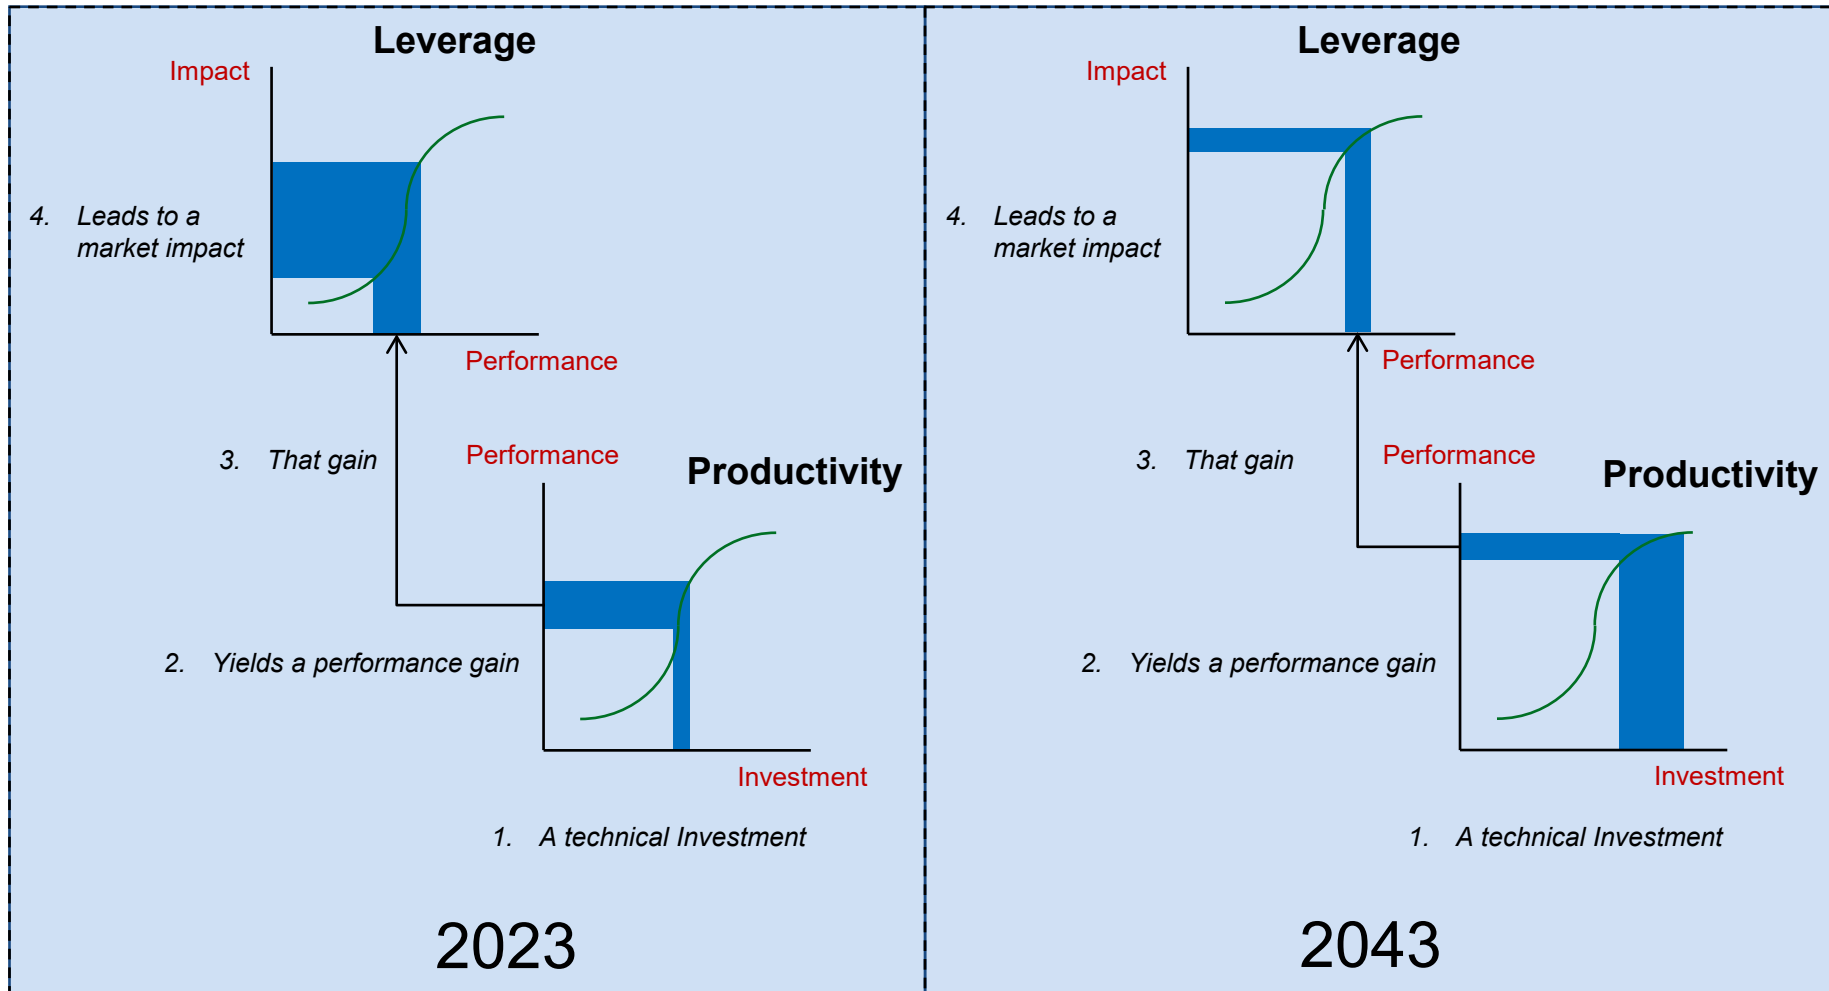 Leverage
Impact
4. Leads to a
market impact
Performance
3. That gain
Performance
Productivity
2. Yields a performance gain
Investment
1. A technical Investment
2023
Leverage
Impact
4. Leads to a
market impact
Performance
3. That gain
Performance
Productivity
2. Yields a performance gain
Investment
1. A technical Investment
2043